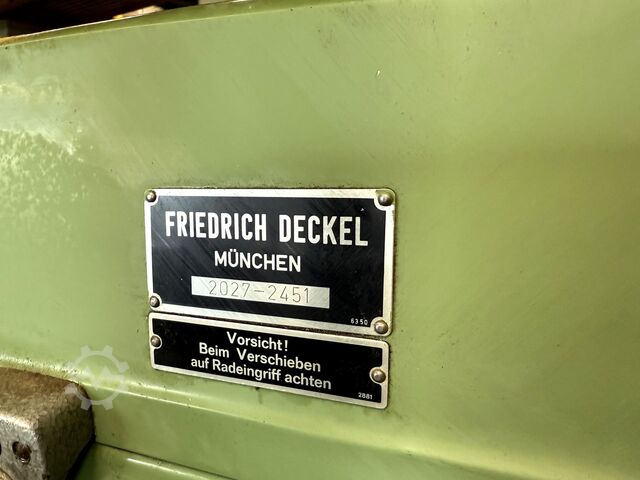 FRIEDRICH DECKEL
MÜNCHEN
2027-2451
6350
Vorsicht!
Beim Verschieben
auf Radeingriff achten
2881